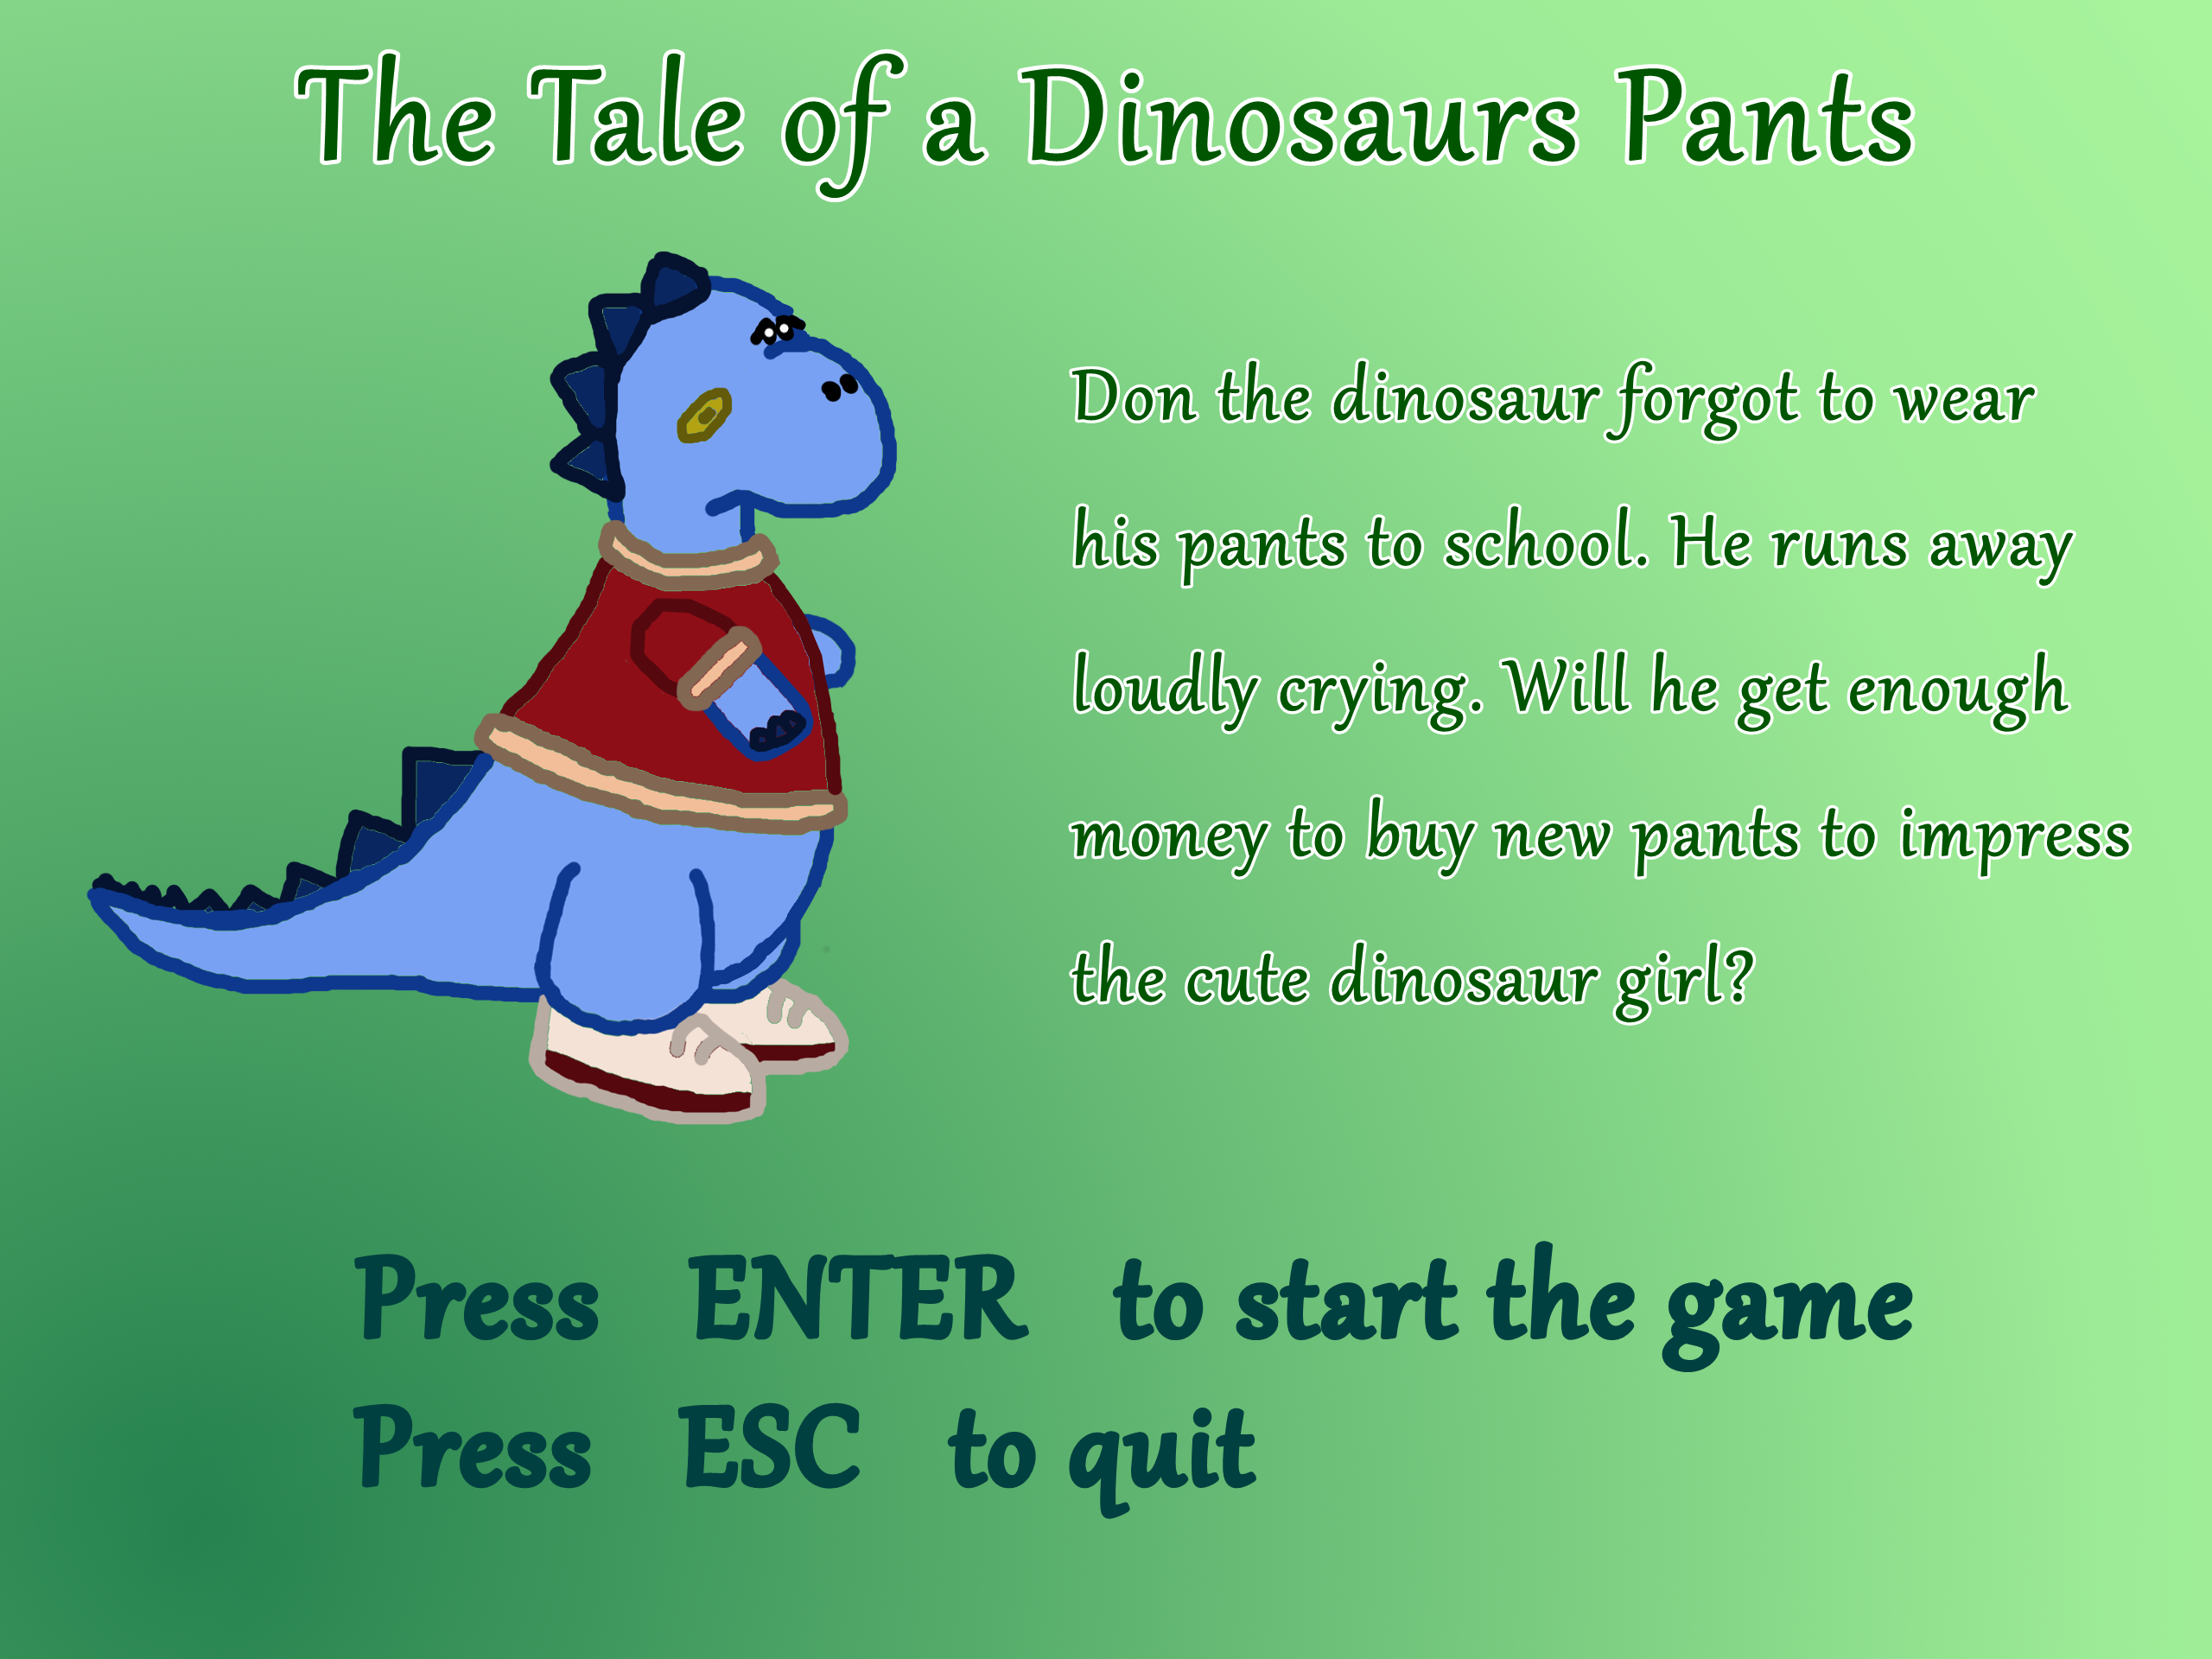 The Tale of a Dinosaurs Pants
Don the dinosaur forgot to wear
his pants to school. He runs away
loudly crying. Will he get enough
money to buy new pants to impress
the cute dinosaur girl?
Press ENTER to start the game
Press ESC to quit